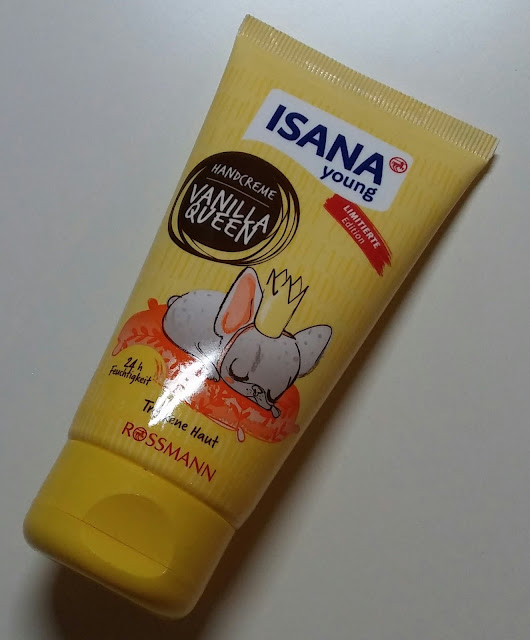 ISANA
young
LIMITIERTE
Edition
HANDCREME
VANILLA
QUEEN
24 h
Feuchtigkeit
Trockene Haut
ROSSMANN